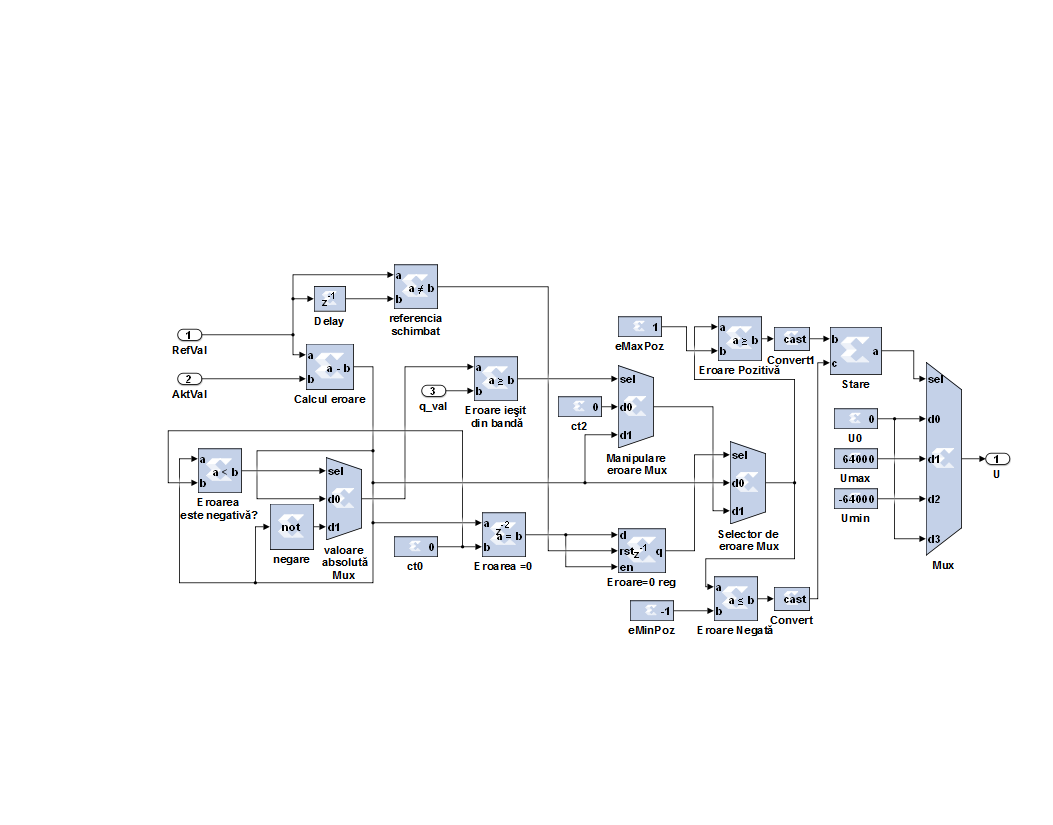 1
RefVal
2
AktVal
z-1
Delay
a
b
a ≠ b
referencia
schimbat
a
b
a - b
Calcul eroare
3
q_val
a
b
a ≥ b
Eroare ieşit
din bandă
a
b
a < b
Eroarea
este negativă?
not
negare
sel
d0
d1
valoare
absolută
Mux
0
ct0
a
b
z-2
a = b
Eroarea =0
0
ct2
sel
d0
d1
Manipulare
eroare Mux
d
rst
en
z-1
q
Eroare=0 reg
sel
d0
d1
Selector de
eroare Mux
1
eMaxPoz
a
b
a ≥ b
Eroare Pozitivă
cast
Convert1
-1
eMinPoz
a
b
a ≤ b
Eroare Negată
cast
Convert
b
c
a
Stare
0
U0
64000
Umax
-64000
Umin
sel
d0
d1
d2
d3
Mux
1
U